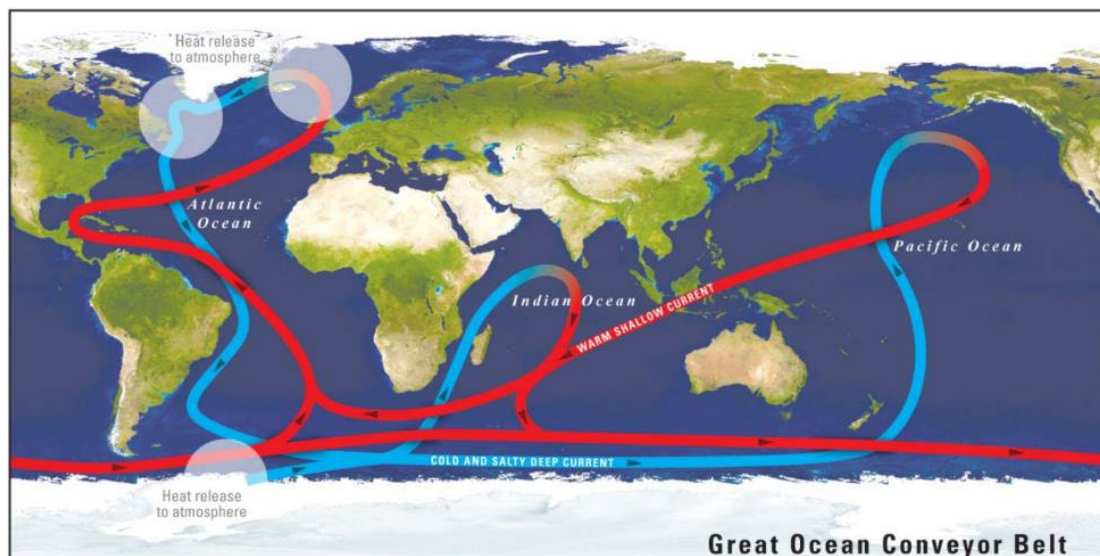 Heat release
to atmosphere
Atlantic
Ocean
Pacific Ocean
Indian Ocean
WARM SHALLOW CURRENT
COLD AND SALTY DEEP CURRENT
Heat release
to atmosphere
Great Ocean Conveyor Belt